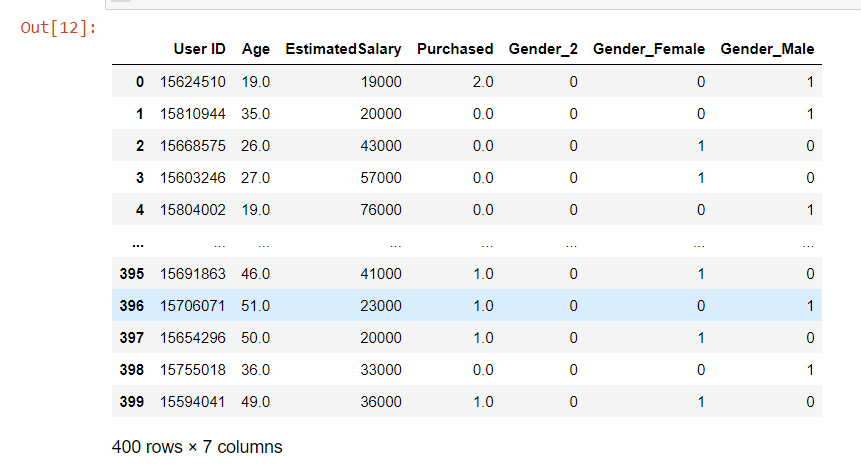 Out[12]:
User ID Age EstimatedSalary Purchased Gender_2 Gender_Female Gender_Male
0 15624510 19.0 19000 2.0 0 0 1
1 15810944 35.0 20000 0.0 0 0 1
2 15668575 26.0 43000 0.0 0 1 0
3 15603246 27.0 57000 0.0 0 1 0
4 15804002 19.0 76000 0.0 0 0 1
... ... ... ... ... ... ... ...
395 15691863 46.0 41000 1.0 0 1 0
396 15706071 51.0 23000 1.0 0 0 1
397 15654296 50.0 20000 1.0 0 1 0
398 15755018 36.0 33000 0.0 0 0 1
399 15594041 49.0 36000 1.0 0 1 0
400 rows × 7 columns